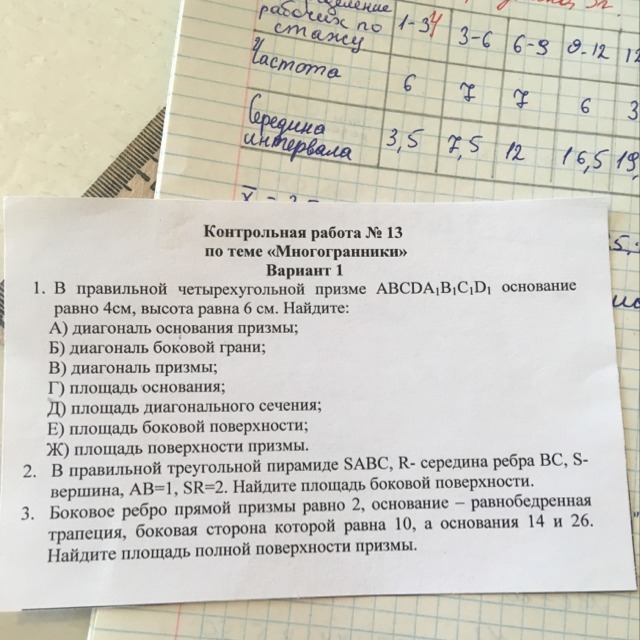 рабочих по стажу 1-34 3-6 6-9 9-12 12
Частота 6 7 7 6 3
Середина интервала 3,5 7,5 12 16,5 19,
Контрольная работа № 13
по теме «Многогранники»
Вариант 1
1. В правильной четырехугольной призме ABCDA₁B₁C₁D₁ основание
равно 4см, высота равна 6 см. Найдите:
А) диагональ основания призмы;
Б) диагональ боковой грани;
В) диагональ призмы;
Г) площадь основания;
Д) площадь диагонального сечения;
Е) площадь боковой поверхности;
Ж) площадь поверхности призмы.
2. В правильной треугольной пирамиде SABC, R- середина ребра BC, S-
вершина, AB=1, SR=2. Найдите площадь боковой поверхности.
3. Боковое ребро прямой призмы равно 2, основание – равнобедренная
трапеция, боковая сторона которой равна 10, а основания 14 и 26.
Найдите площадь полной поверхности призмы.